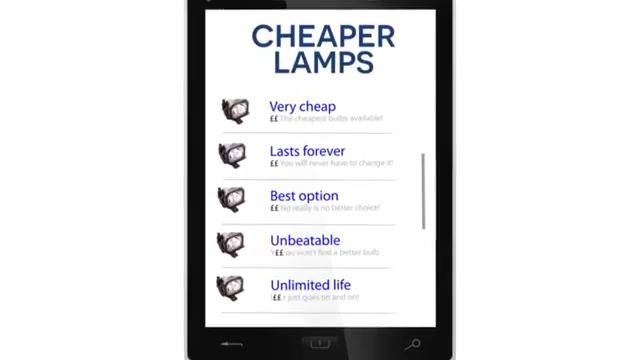 CHEAPER
LAMPS
Very cheap
££ The cheapest bulbs available!
Lasts forever
££ You will never have to change it!
Best option
££ No really is no better choice!
Unbeatable
Y££ou won't find a better bulb
Unlimited life
££t just goes on and on!